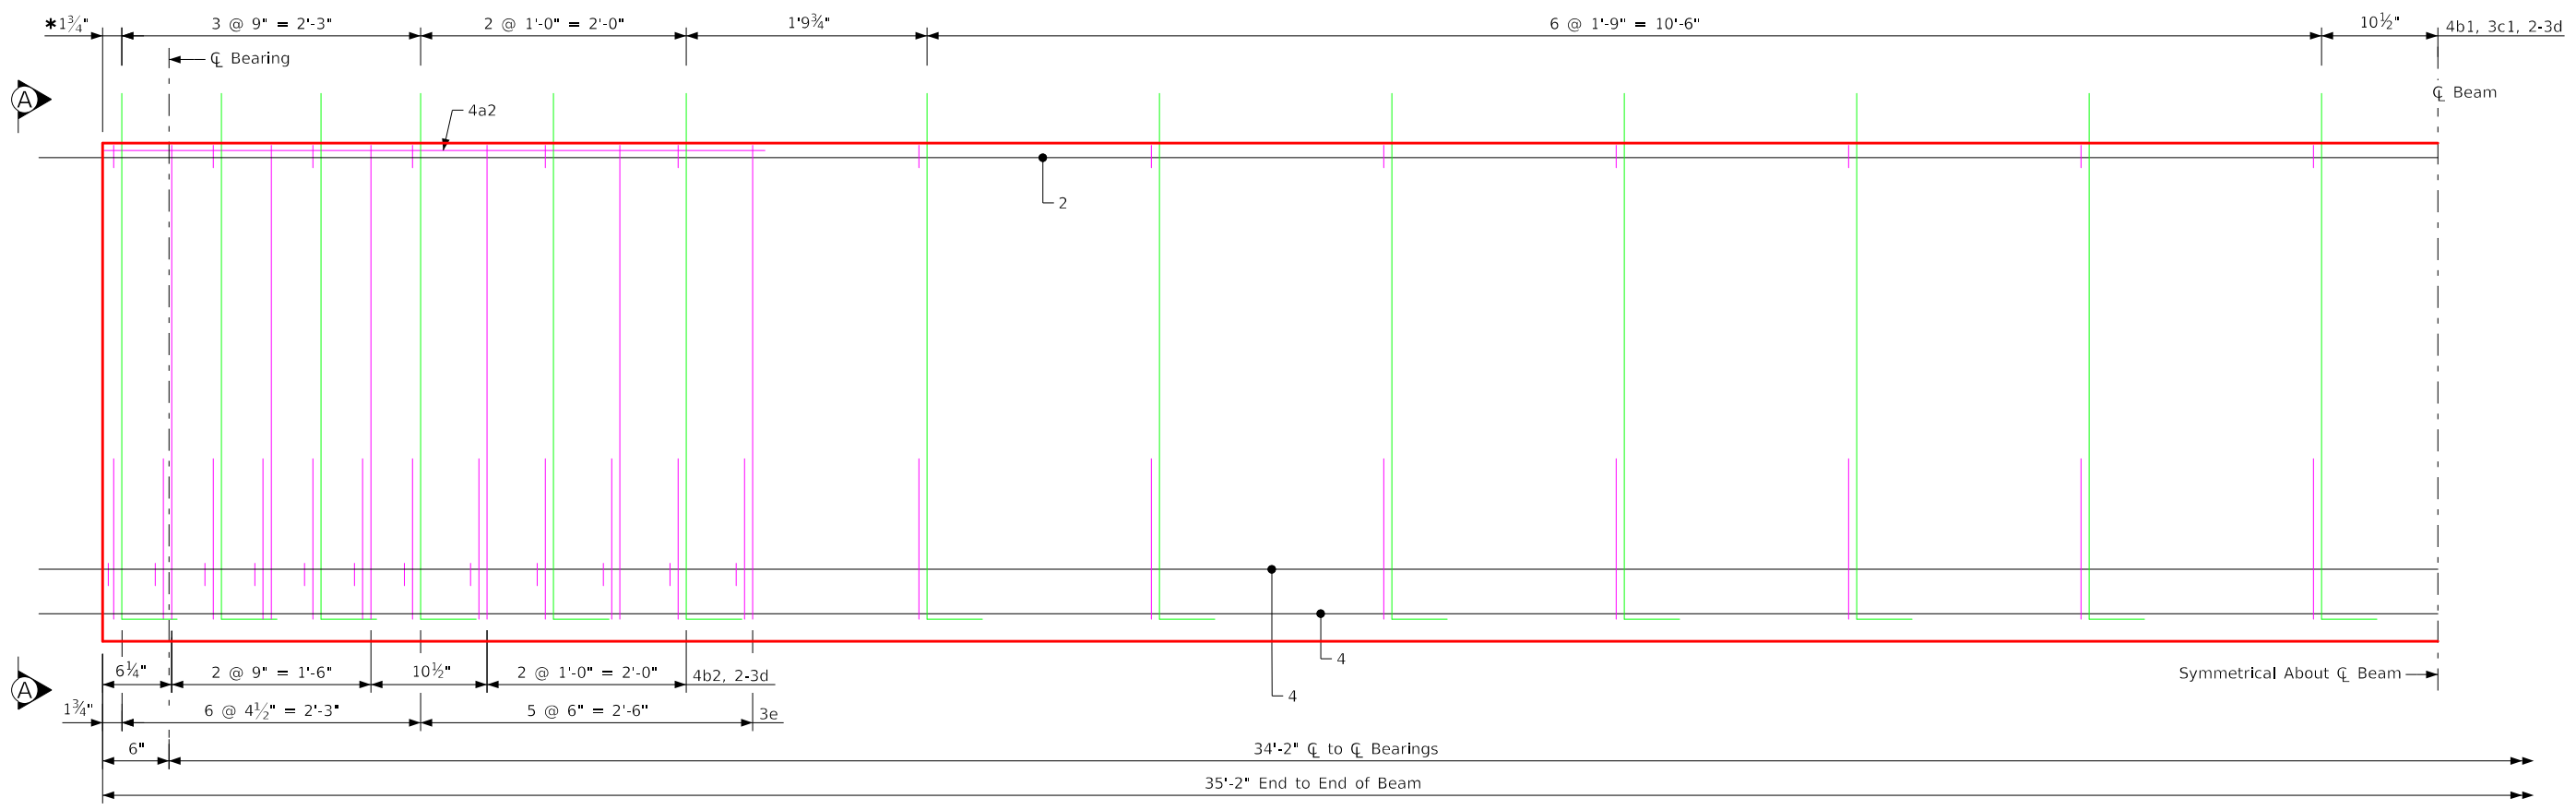 ✱1¾" 3 @ 9" = 2'-3" 2 @ 1'-0" = 2'-0" 1'9¾" 6 @ 1'-9" = 10'-6" 10½" 4b1, 3c1, 2-3d
℄ Bearing
℄ Beam
A
4a2
2
4
Symmetrical About ℄ Beam
6¼" 2 @ 9" = 1'-6" 10½" 2 @ 1'-0" = 2'-0" 4b2, 2-3d
A
4
1¾" 6 @ 4½" = 2'-3" 5 @ 6" = 2'-6" 3e
6" 34'-2" ℄ to ℄ Bearings
35'-2" End to End of Beam